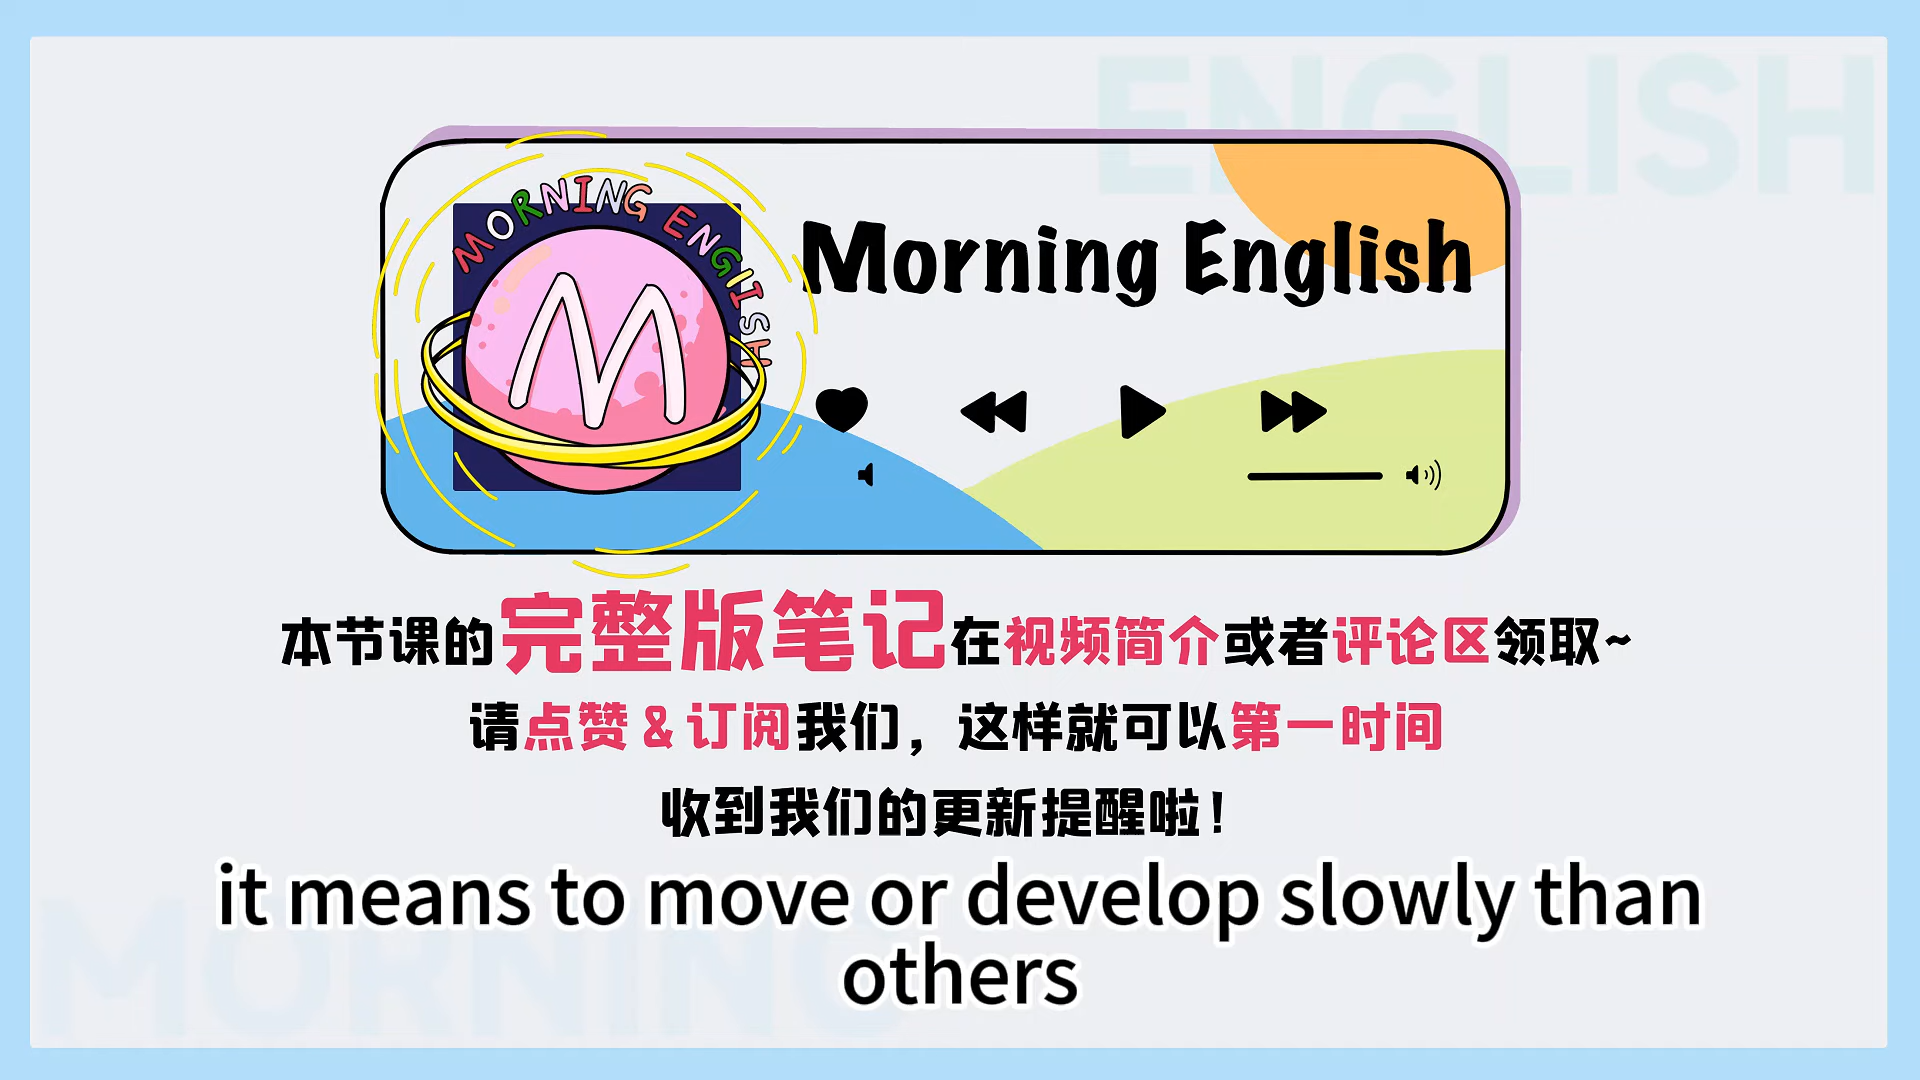 ENGLISH
MORNING ENGLISH
M
Morning English
本节课的完整版笔记在视频简介或者评论区领取~
请点赞&订阅我们，这样就可以第一时间
收到我们的更新提醒啦！
it means to move or develop slowly than
others
MORNING